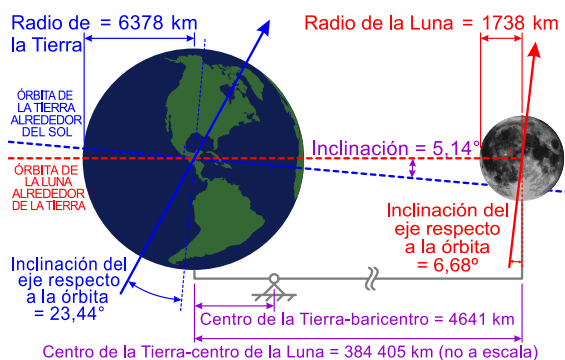 Radio de = 6378 km
la Tierra
Radio de la Luna = 1738 km
ÓRBITA
DE LA
TIERRA
ALREDEDOR
DEL SOL
Inclinación = 5,14°
ÓRBITA DE
LA LUNA
ALREDEDOR
DE LA TIERRA
Inclinación del
eje respecto
a la órbita
= 6,68º
Inclinación del
eje respecto
a la órbita
= 23,44°
Centro de la Tierra-baricentro = 4641 km
Centro de la Tierra-centro de la Luna = 384 405 km (no a escala)